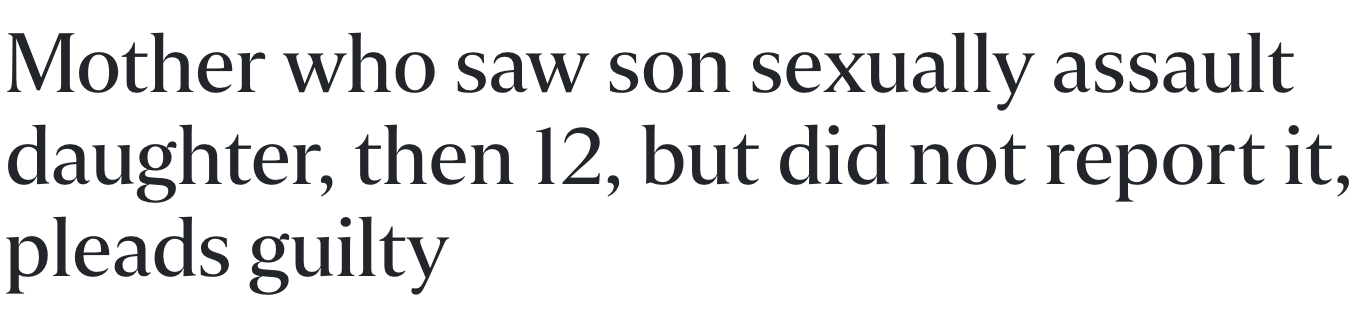 Mother who saw son sexually assault
daughter, then 12, but did not report it,
pleads guilty